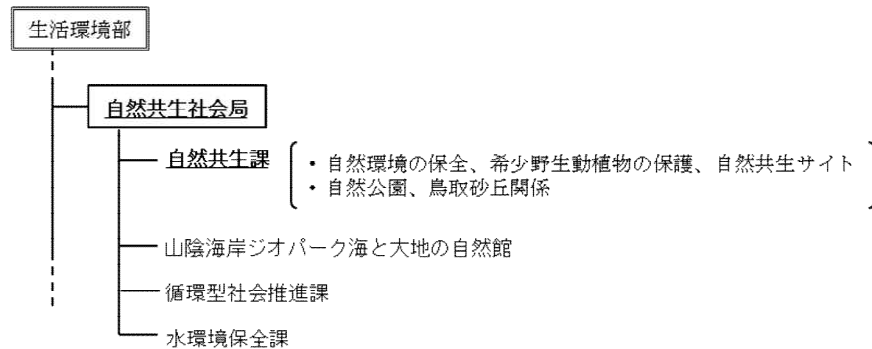 生活環境部
自然共生社会局
自然共生課
・自然環境の保全、希少野生動植物の保護、自然共生サイト
・自然公園、鳥取砂丘関係
山陰海岸ジオパーク海と大地の自然館
循環型社会推進課
水環境保全課